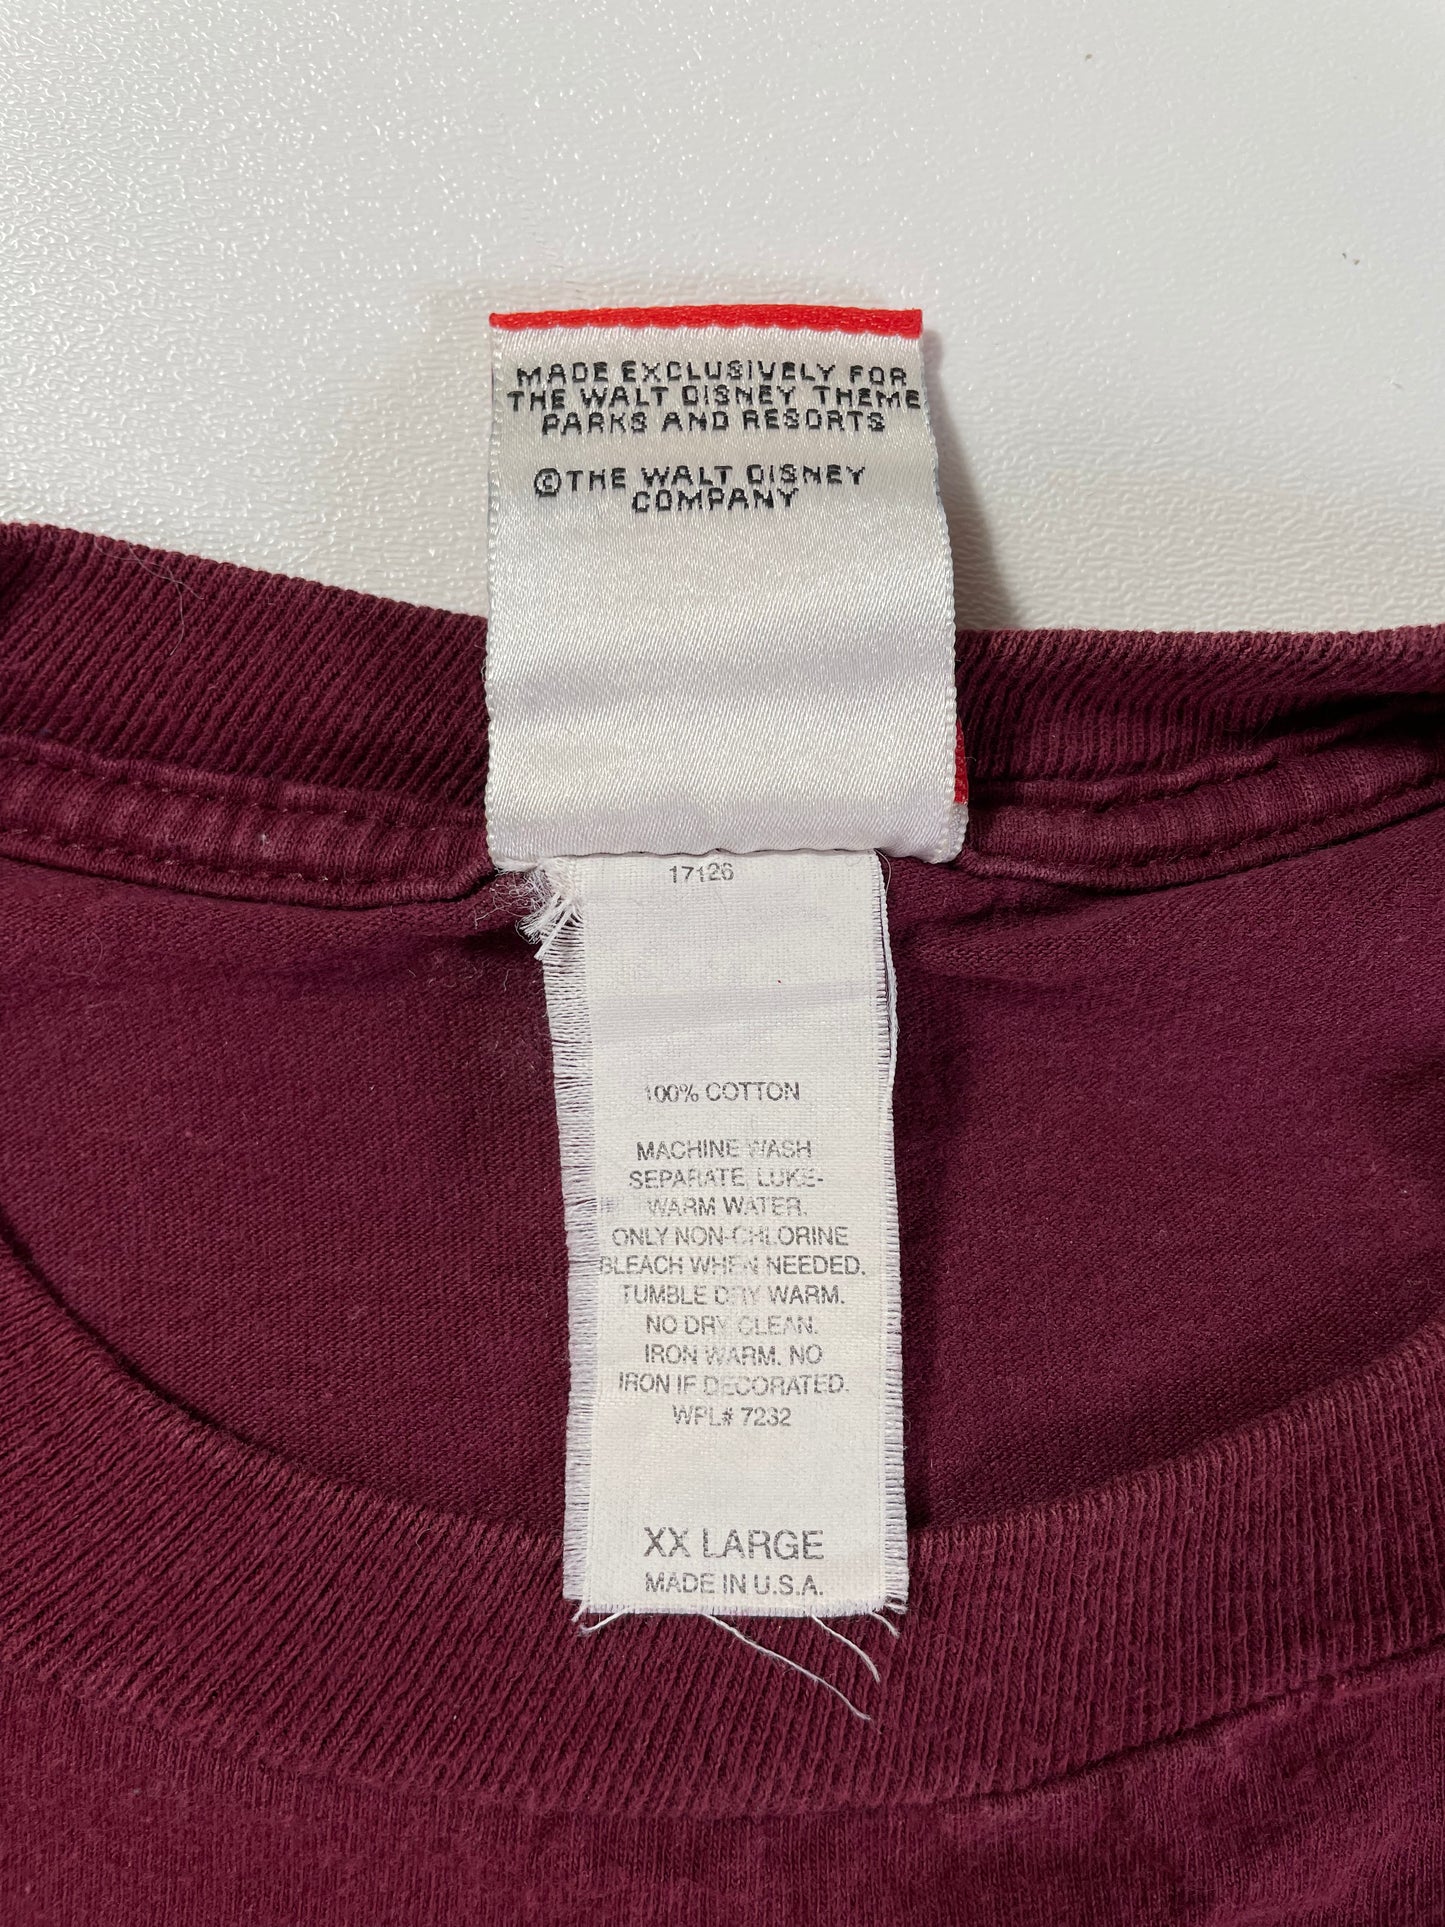 MADE EXCLUSIVELY FOR
THE WALT DISNEY THEME
PARKS AND RESORTS
©THE WALT DISNEY
COMPANY
17126
100% COTTON
MACHINE WASH
SEPARATE, LUKE-
WARM WATER.
ONLY NON-CHLORINE
BLEACH WHEN NEEDED.
TUMBLE DRY WARM.
NO DRY CLEAN.
IRON WARM. NO
IRON IF DECORATED.
WPL# 7232
XX LARGE
MADE IN U.S.A.